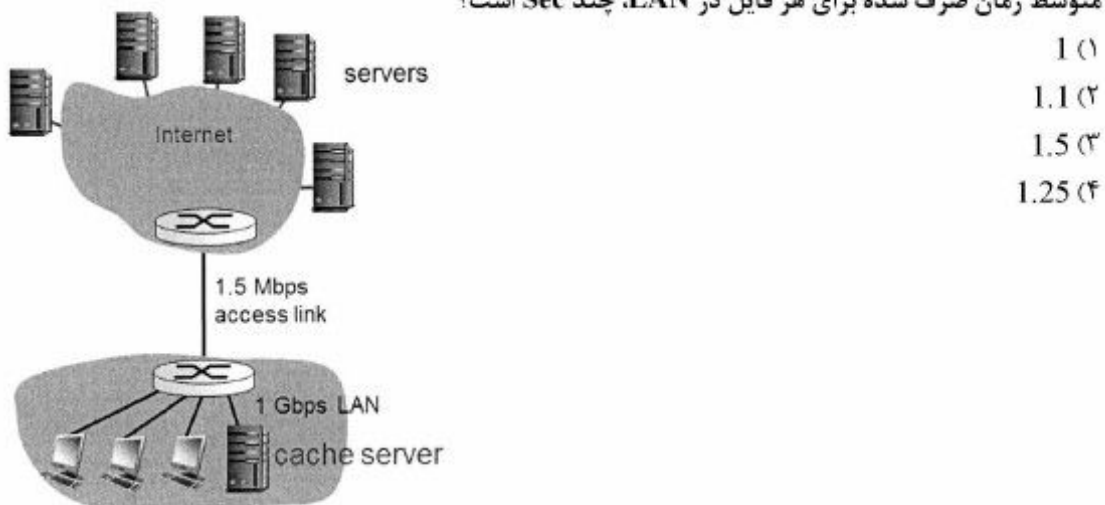 متوسط زمان صرف شده برای هر فایل در LAN، چند Sec است؟
۱) 1
۲) 1.1
۳) 1.5
۴) 1.25
servers
Internet
1.5 Mbps
access link
1 Gbps LAN
cache server